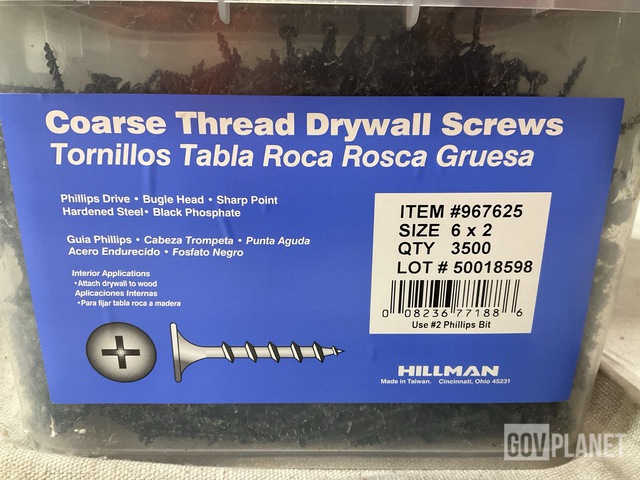 Coarse Thread Drywall Screws
Tornillos Tabla Roca Rosca Gruesa
Phillips Drive • Bugle Head • Sharp Point
Hardened Steel • Black Phosphate
Guia Phillips • Cabeza Trompeta • Punta Aguda
Acero Endurecido • Fosfato Negro
Interior Applications
•Attach drywall to wood
Aplicaciones Internas
•Para fijar tabla roca a madera
ITEM #967625
SIZE 6 x 2
QTY 3500
LOT # 50018598
0 08236 77188 6
Use #2 Phillips Bit
HILLMAN
Made in Taiwan. Cincinnati, Ohio 45231
GOVPLANET